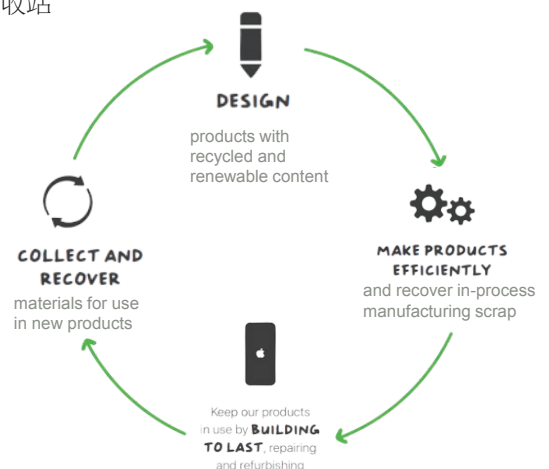 收站
DESIGN
products with
recycled and
renewable content
MAKE PRODUCTS
EFFICIENTLY
and recover in-process
manufacturing scrap
Keep our products
in use by BUILDING
TO LAST, repairing
and refurbishing
COLLECT AND
RECOVER
materials for use
in new products